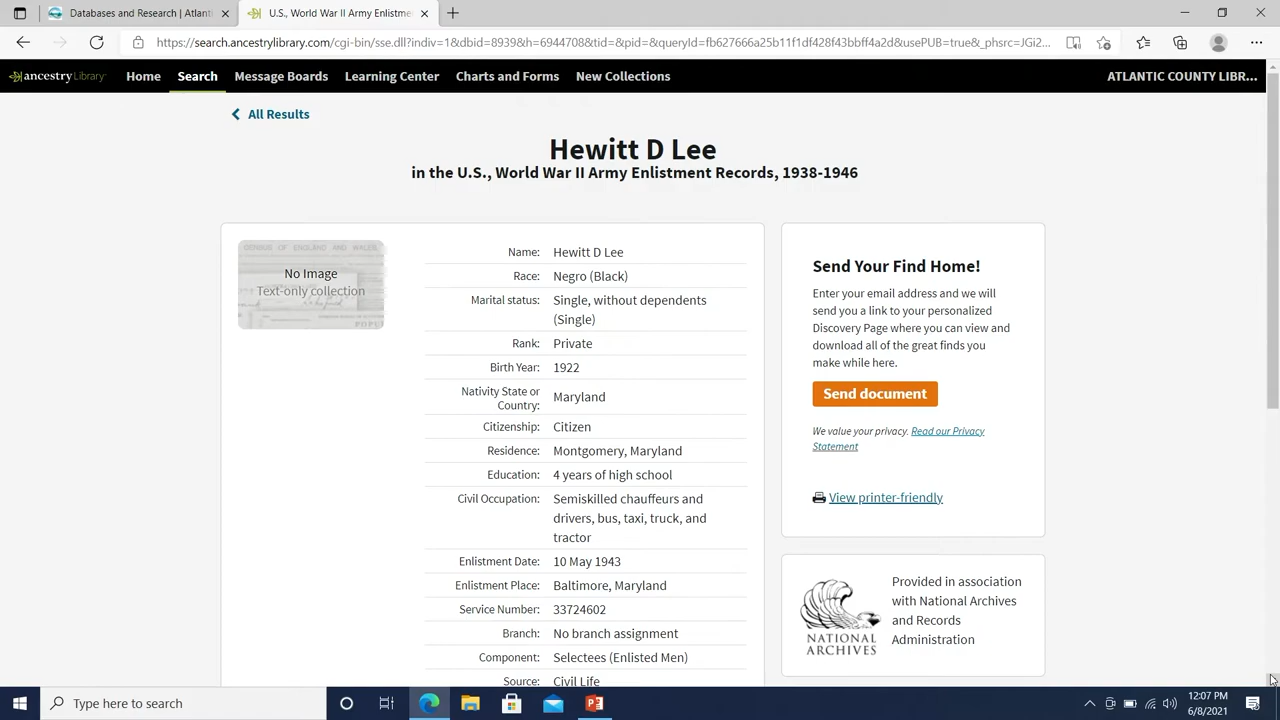 Databases and Research | Atlanti
U.S., World War II Army Enlistme
https://search.ancestrylibrary.com/cgi-bin/sse.dll?indiv=1&dbid=8939&h=6944708&tid=&pid=&queryId=fb627666a25b11f1df428f43bbff4a2d&usePUB=true&_phsrc=JGi2...
ancestryLibrary
Home
Search
Message Boards
Learning Center
Charts and Forms
New Collections
ATLANTIC COUNTY LIBR...
All Results
Hewitt D Lee
in the U.S., World War II Army Enlistment Records, 1938-1946
No Image
Text-only collection
Name: Hewitt D Lee
Race: Negro (Black)
Marital status: Single, without dependents
(Single)
Rank: Private
Birth Year: 1922
Nativity State or
Country: Maryland
Citizenship: Citizen
Residence: Montgomery, Maryland
Education: 4 years of high school
Civil Occupation: Semiskilled chauffeurs and
drivers, bus, taxi, truck, and
tractor
Enlistment Date: 10 May 1943
Enlistment Place: Baltimore, Maryland
Service Number: 33724602
Branch: No branch assignment
Component: Selectees (Enlisted Men)
Source: Civil Life
Send Your Find Home!
Enter your email address and we will
send you a link to your personalized
Discovery Page where you can view and
download all of the great finds you
make while here.
Send document
We value your privacy. Read our Privacy
Statement
View printer-friendly
NATIONAL
ARCHIVES
Provided in association
with National Archives
and Records
Administration
Type here to search
12:07 PM
6/8/2021